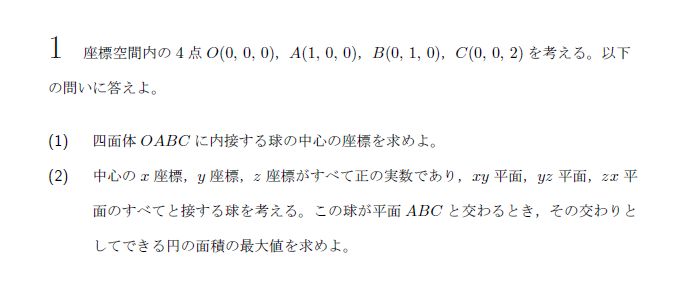 1 座標空間内の 4 点 O(0, 0, 0), A(1, 0, 0), B(0, 1, 0), C(0, 0, 2) を考える。以下
の問いに答えよ。
(1) 四面体 OABC に内接する球の中心の座標を求めよ。
(2) 中心の x 座標, y 座標, z 座標がすべて正の実数であり, xy 平面, yz 平面, zx 平
面のすべてと接する球を考える。この球が平面 ABC と交わるとき, その交わりと
してできる円の面積の最大値を求めよ。